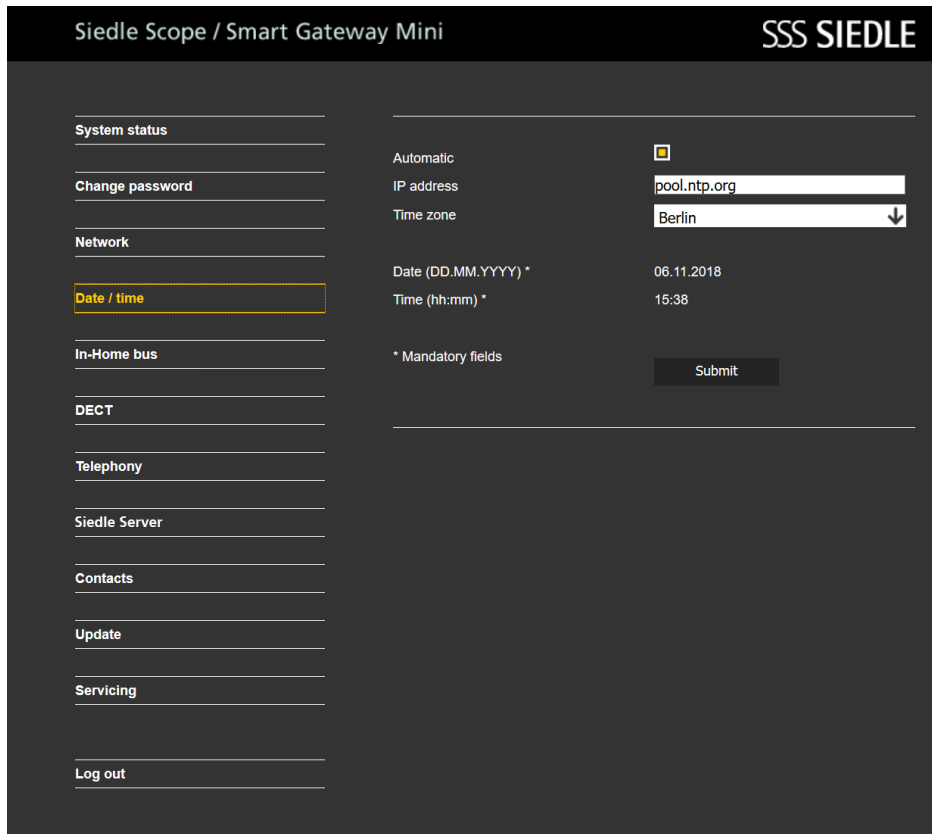 Siedle Scope / Smart Gateway Mini
SSS SIEDLE
System status
Change password
Network
Date / time
In-Home bus
DECT
Telephony
Siedle Server
Contacts
Update
Servicing
Log out
Automatic
IP address pool.ntp.org
Time zone Berlin
Date (DD.MM.YYYY) * 06.11.2018
Time (hh:mm) * 15:38
* Mandatory fields
Submit